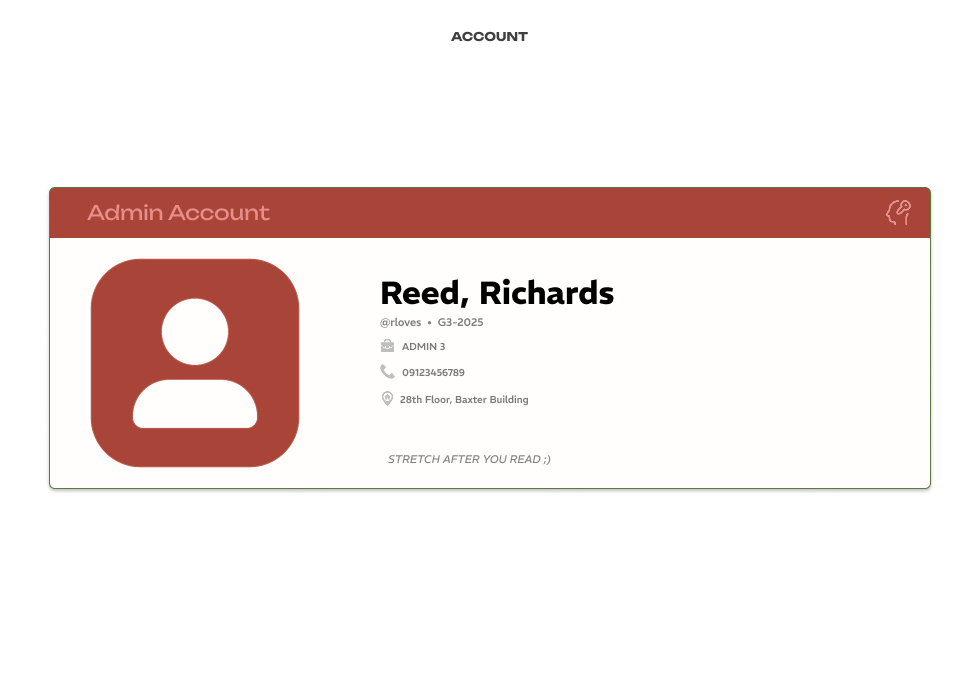 ACCOUNT
Admin Account
Reed, Richards
@rloves • G3-2025
ADMIN 3
09123456789
28th Floor, Baxter Building
STRETCH AFTER YOU READ ;)